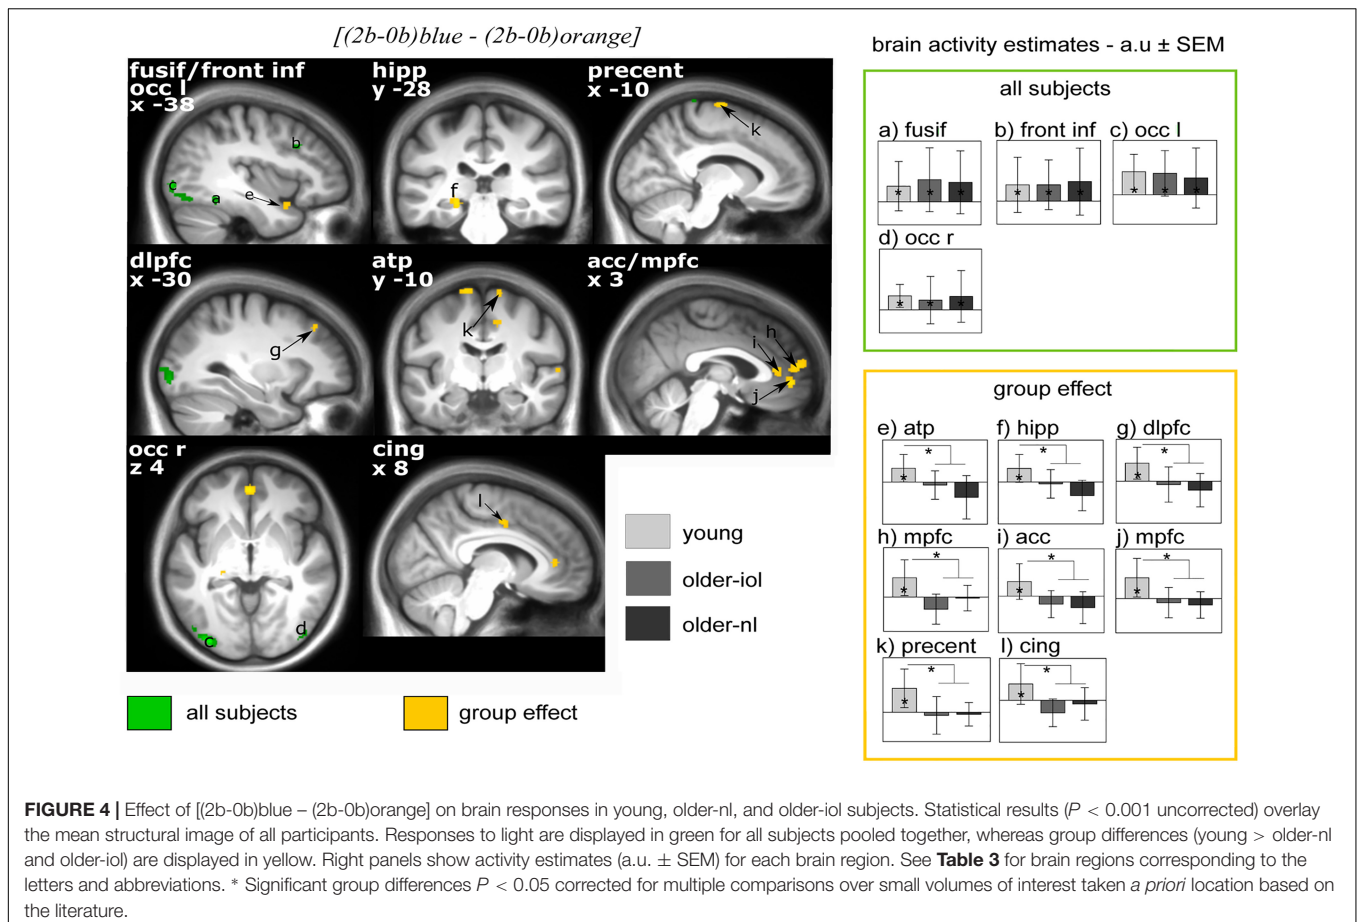 [(2b-0b)blue - (2b-0b)orange]
fusif/front inf
occ l
x -38
b
c
a
e
hipp
y -28
f
precent
x -10
k
dlpfc
x -30
g
atp
y -10
k
acc/mpfc
x 3
h
i
j
occ r
z 4
c
d
cing
x 8
l
young
older-iol
older-nl
all subjects
group effect
brain activity estimates - a.u ± SEM
all subjects
a) fusif
b) front inf
c) occ l
* * *
* * *
* * *
d) occ r
* * *
group effect
e) atp
f) hipp
g) dlpfc
* *
* *
* *
h) mpfc
i) acc
j) mpfc
* *
* *
* *
k) precent
l) cing
* *
* *
FIGURE 4 | Effect of [(2b-0b)blue – (2b-0b)orange] on brain responses in young, older-nl, and older-iol subjects. Statistical results (P < 0.001 uncorrected) overlay
the mean structural image of all participants. Responses to light are displayed in green for all subjects pooled together, whereas group differences (young > older-nl
and older-iol) are displayed in yellow. Right panels show activity estimates (a.u. ± SEM) for each brain region. See Table 3 for brain regions corresponding to the
letters and abbreviations. * Significant group differences P < 0.05 corrected for multiple comparisons over small volumes of interest taken a priori location based on
the literature.